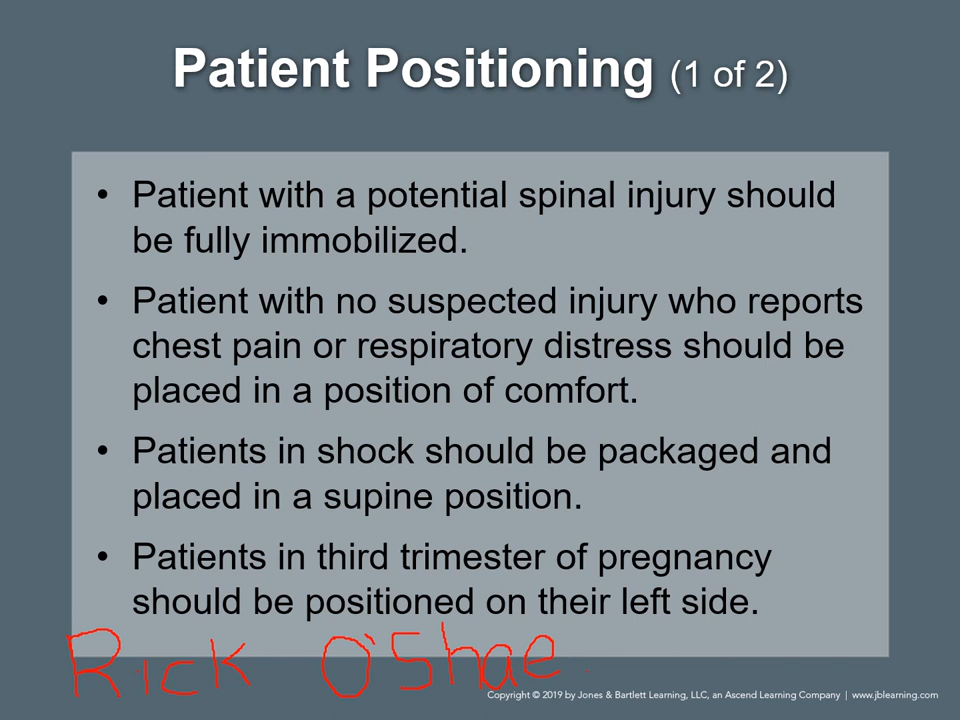 Patient Positioning (1 of 2)
• Patient with a potential spinal injury should
be fully immobilized.
• Patient with no suspected injury who reports
chest pain or respiratory distress should be
placed in a position of comfort.
• Patients in shock should be packaged and
placed in a supine position.
• Patients in third trimester of pregnancy
should be positioned on their left side.
Rick O'Shae
Copyright © 2019 by Jones & Bartlett Learning, LLC, an Ascend Learning Company | www.jblearning.com